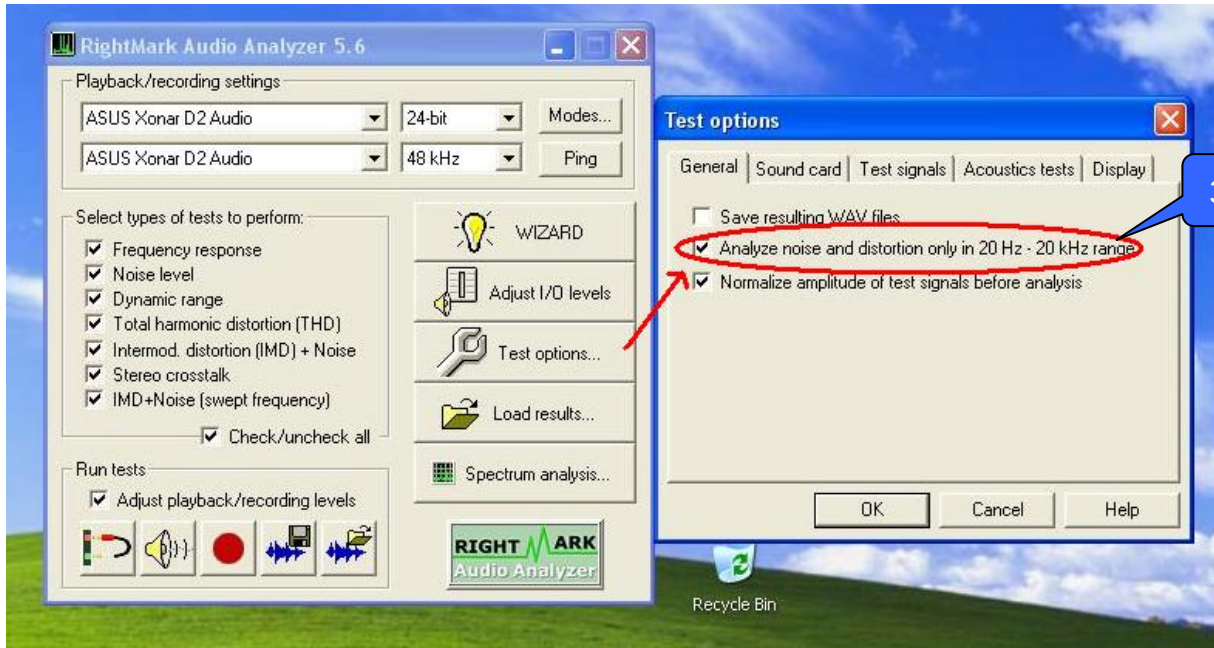 RightMark Audio Analyzer 5.6
Playback/recording settings
ASUS Xonar D2 Audio
24-bit
Modes...
ASUS Xonar D2 Audio
48 kHz
Ping
Select types of tests to perform:
Frequency response
Noise level
Dynamic range
Total harmonic distortion (THD)
Intermod. distortion (IMD) + Noise
Stereo crosstalk
IMD+Noise (swept frequency)
Check/uncheck all
WIZARD
Adjust I/O levels
Test options...
Load results...
Spectrum analysis...
Run tests
Adjust playback/recording levels
RIGHT MARK
Audio Analyzer
Test options
General
Sound card
Test signals
Acoustics tests
Display
Save resulting WAV files
Analyze noise and distortion only in 20 Hz - 20 kHz range
Normalize amplitude of test signals before analysis
OK
Cancel
Help
3
Recycle Bin